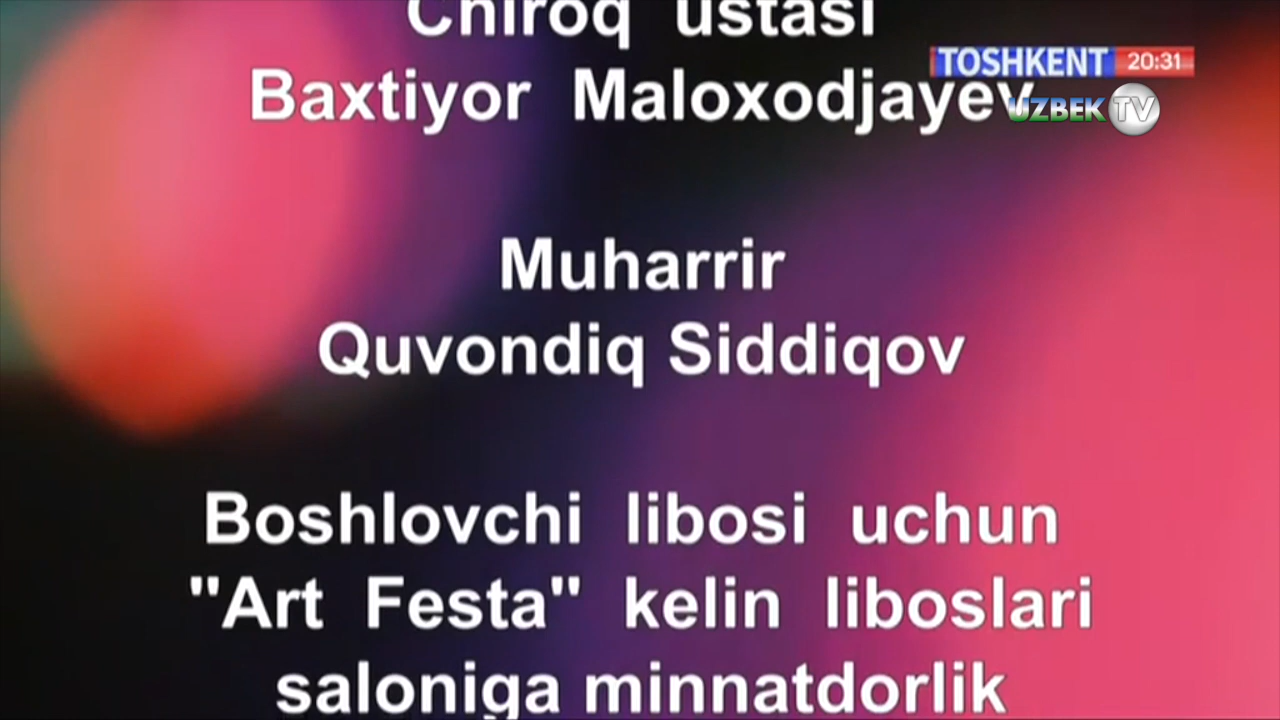 Chiroq ustasi
TOSHKENT 20:31
Baxtiyor Maloxodjayev
UZBEK TV
Muharrir
Quvondiq Siddiqov
Boshlovchi libosi uchun
"Art Festa" kelin liboslari
saloniga minnatdorlik